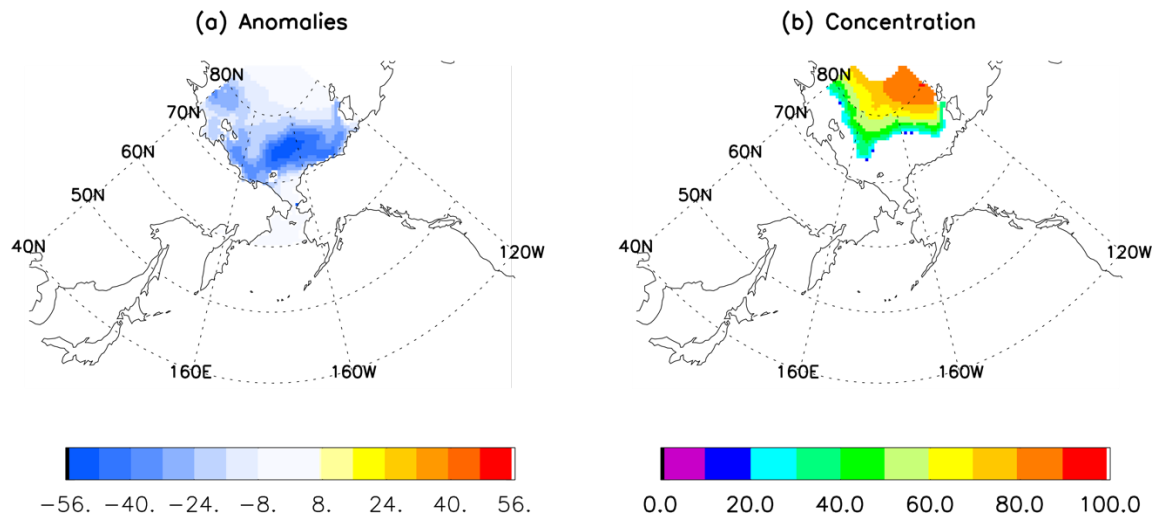 (a) Anomalies
(b) Concentration
80N
70N
60N
50N
40N
120W
160E
160W
80N
70N
60N
50N
40N
120W
160E
160W
−56. −40. −24. −8. 8. 24. 40. 56.
0.0 20.0 40.0 60.0 80.0 100.0